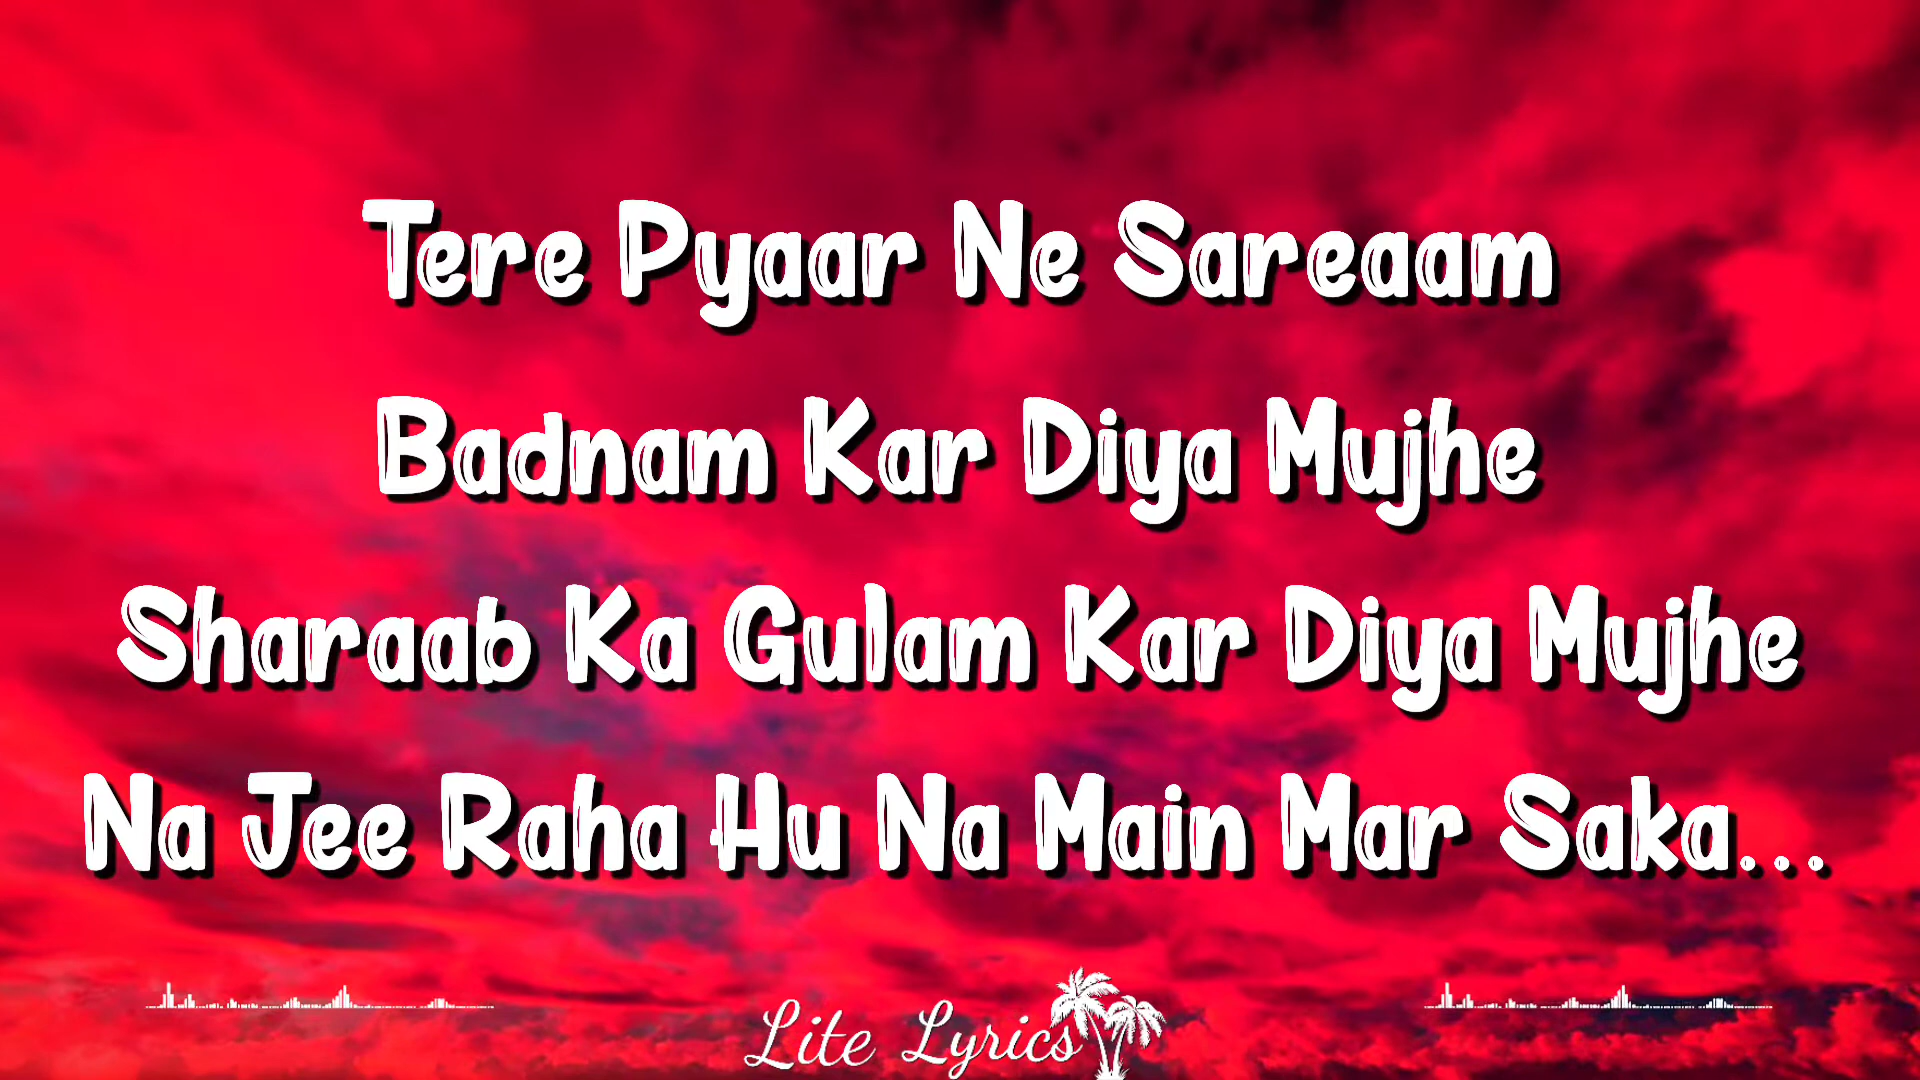 Tere Pyaar Ne Sareaam
Badnam Kar Diya Mujhe
Sharaab Ka Gulam Kar Diya Mujhe
Na Jee Raha Hu Na Main Mar Saka...
Lite Lyrics